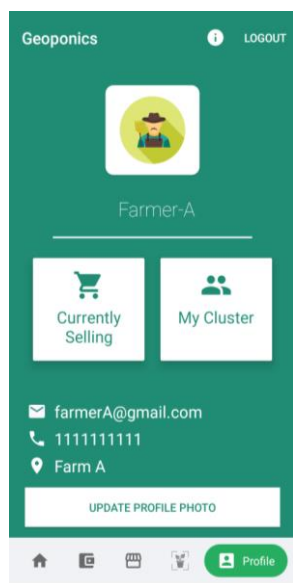 Geoponics
LOGOUT
Farmer-A
Currently
Selling
My Cluster
farmerA@gmail.com
1111111111
Farm A
UPDATE PROFILE PHOTO
Profile